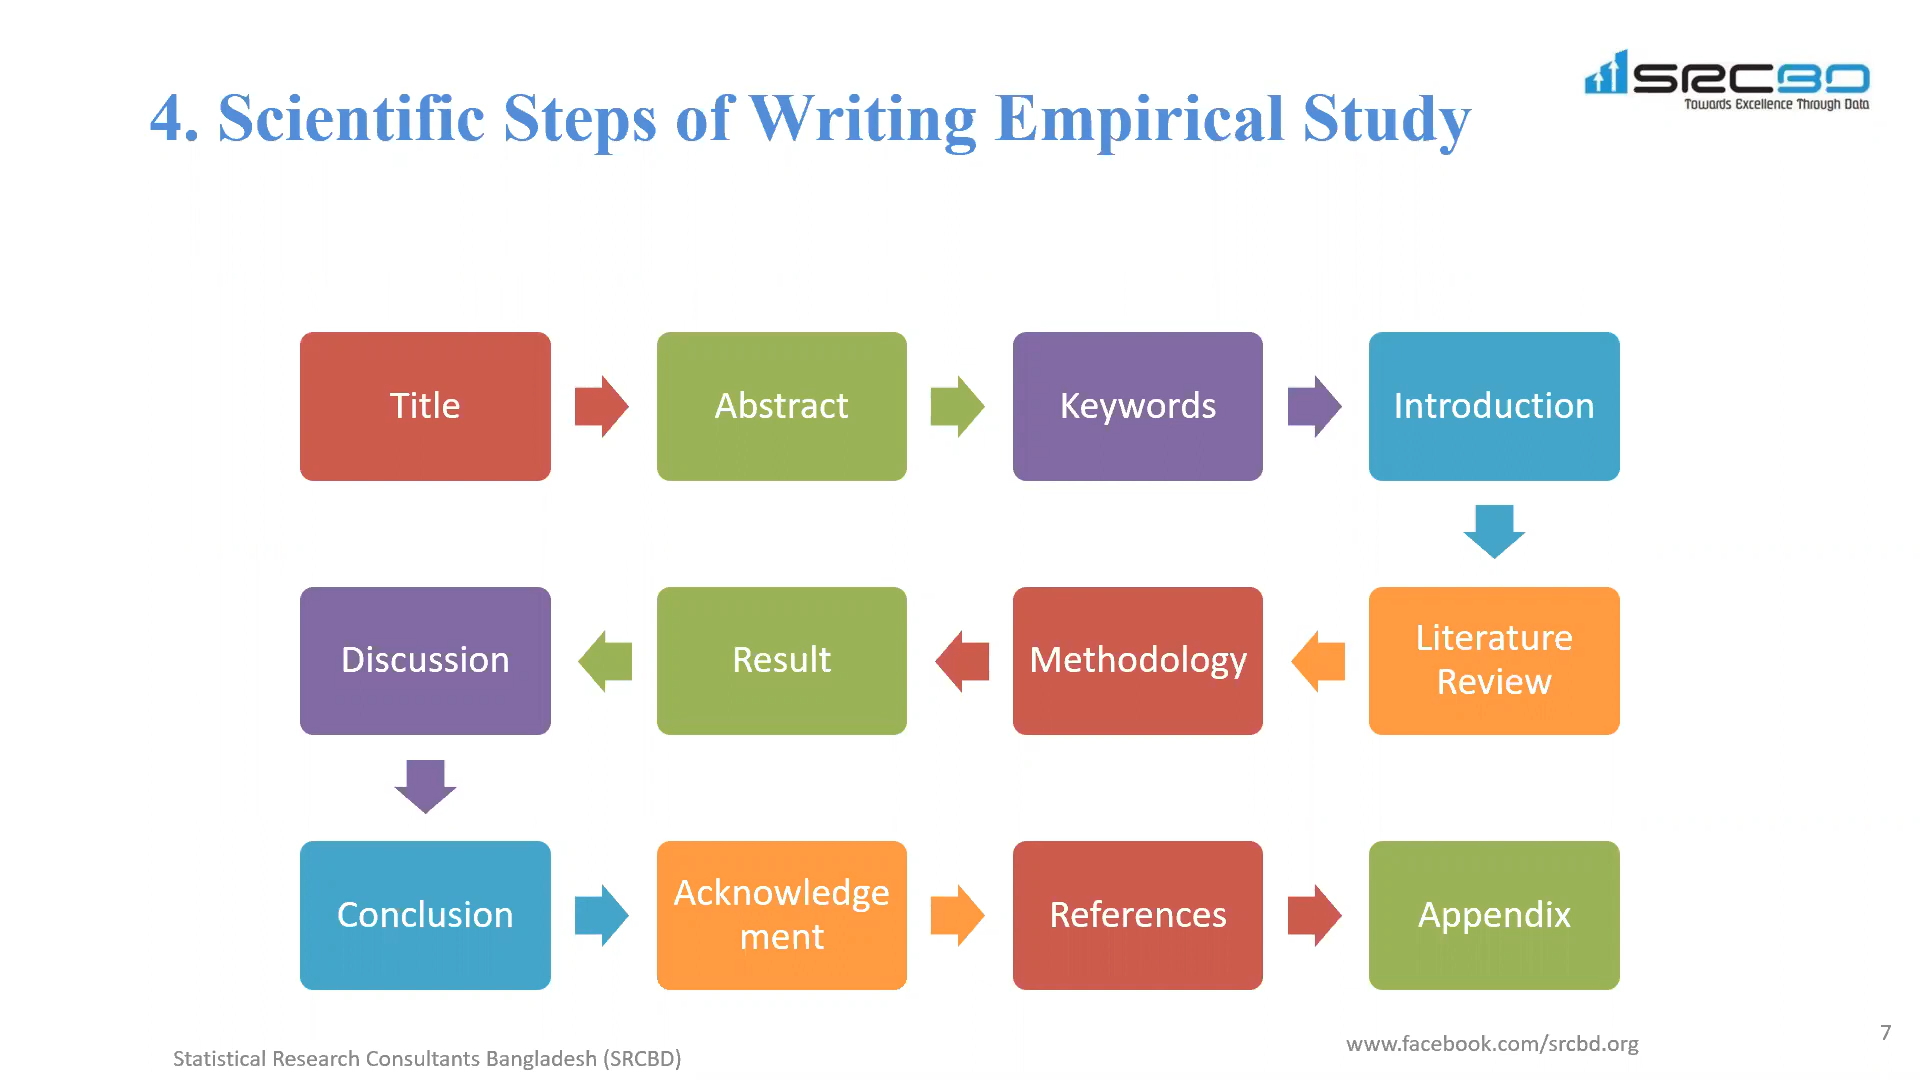 SRCBD
Towards Excellence Through Data
4. Scientific Steps of Writing Empirical Study
Title
Abstract
Keywords
Introduction
Literature
Review
Methodology
Result
Discussion
Conclusion
Acknowledge
ment
References
Appendix
Statistical Research Consultants Bangladesh (SRCBD)
www.facebook.com/srcbd.org
7